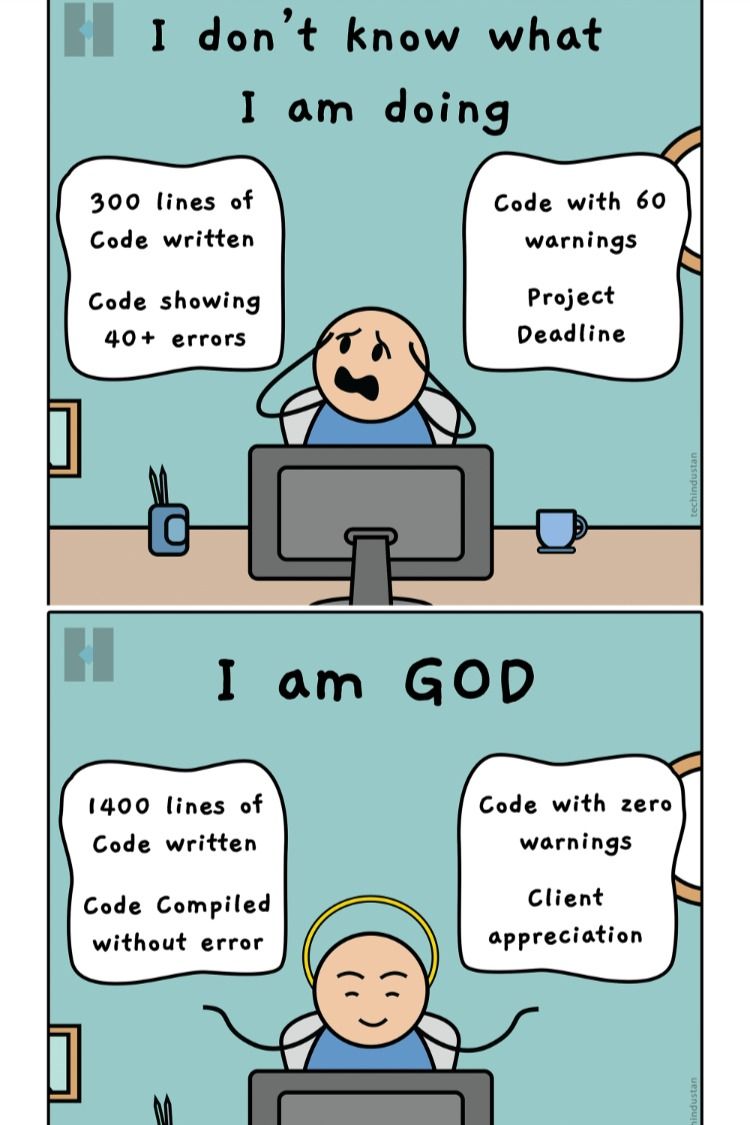 I don't know what
I am doing
300 lines of
Code written
Code showing
40+ errors
Code with 60
warnings
Project
Deadline
techindustan
I am GOD
1400 lines of
Code written
Code Compiled
without error
Code with zero
warnings
Client
appreciation
hindustan